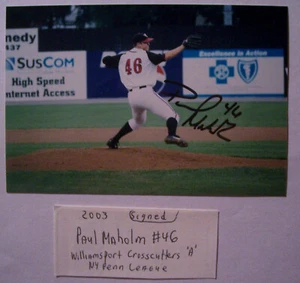 nedy
437
SusCom
High Speed
Internet Access
Excellence in Action
46
46
2003 Signed
Paul Maholm #46
Williamsport Crosscutters 'A'
NY Penn League